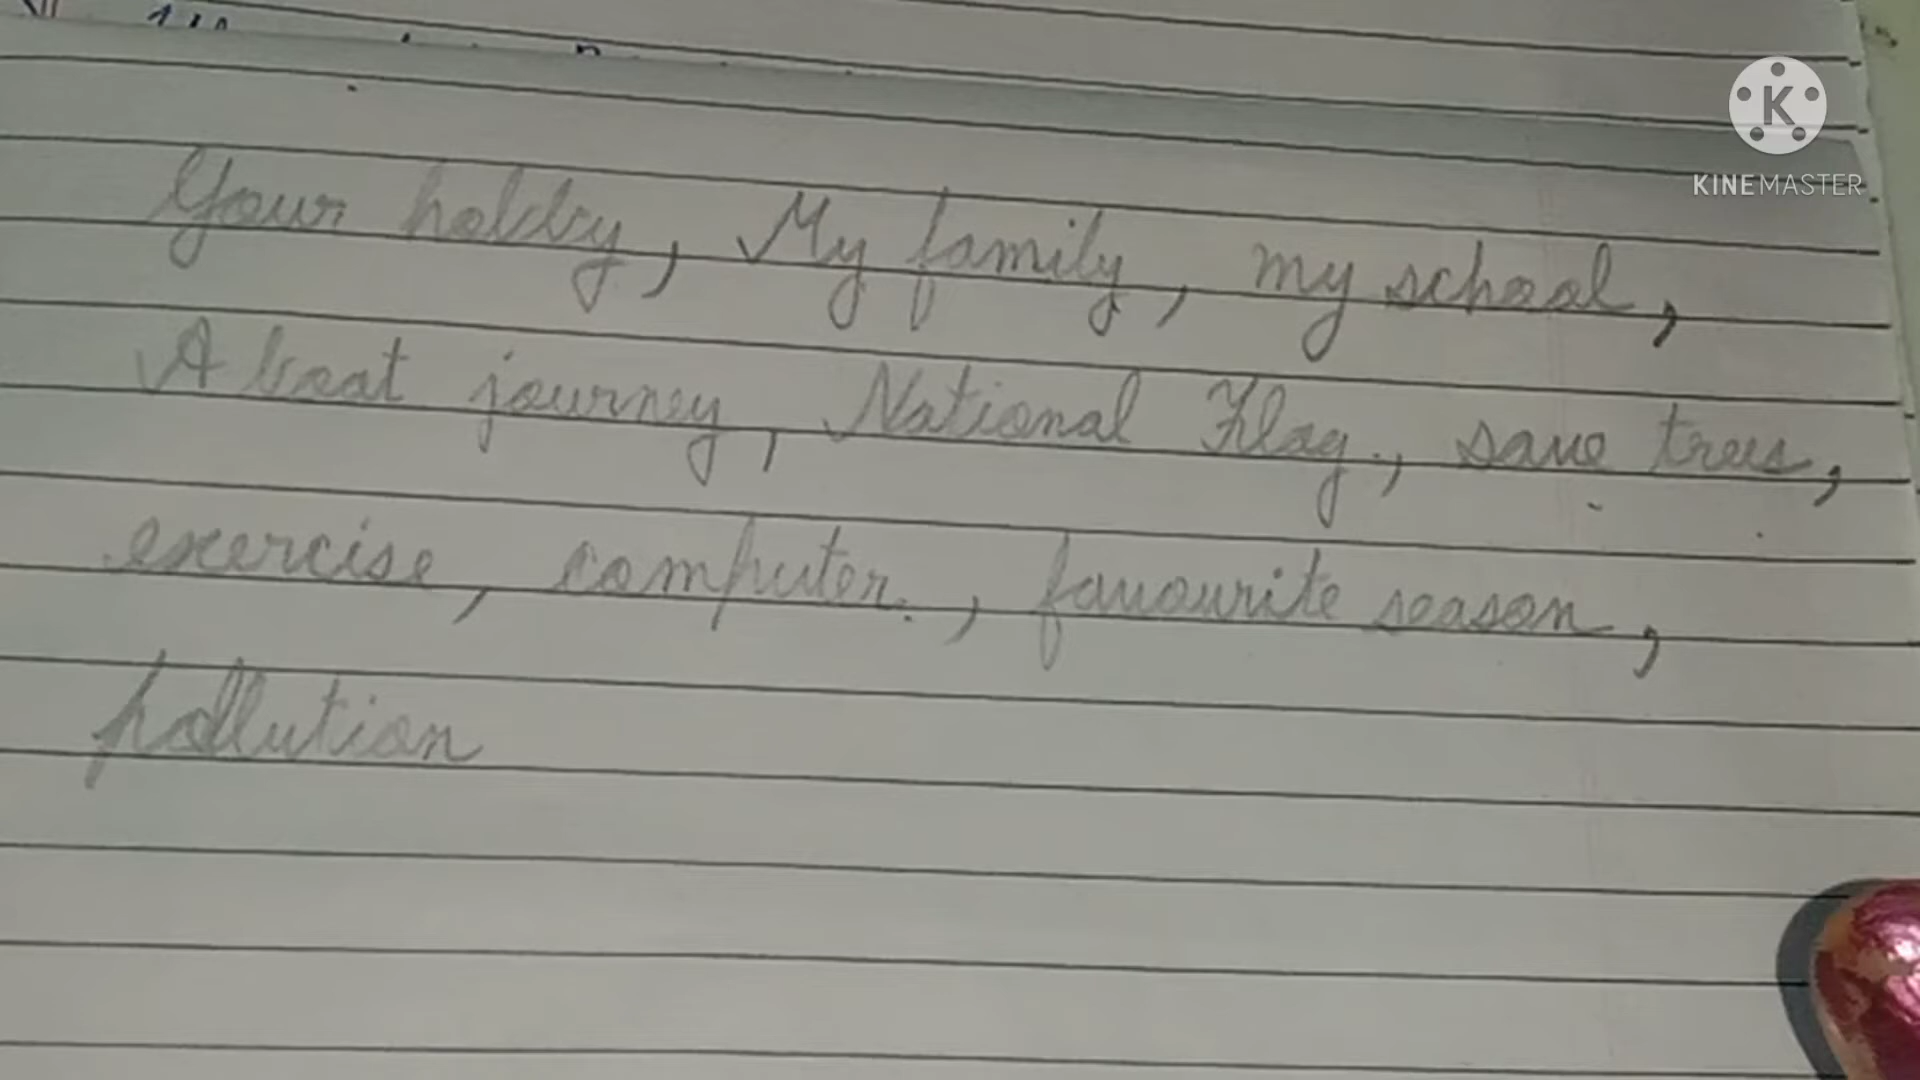 Your hobby, My family, my school,
A boat journey, National Flag., save trees,
exercise, computer., favourite season,
pollution
K
KINEMASTER